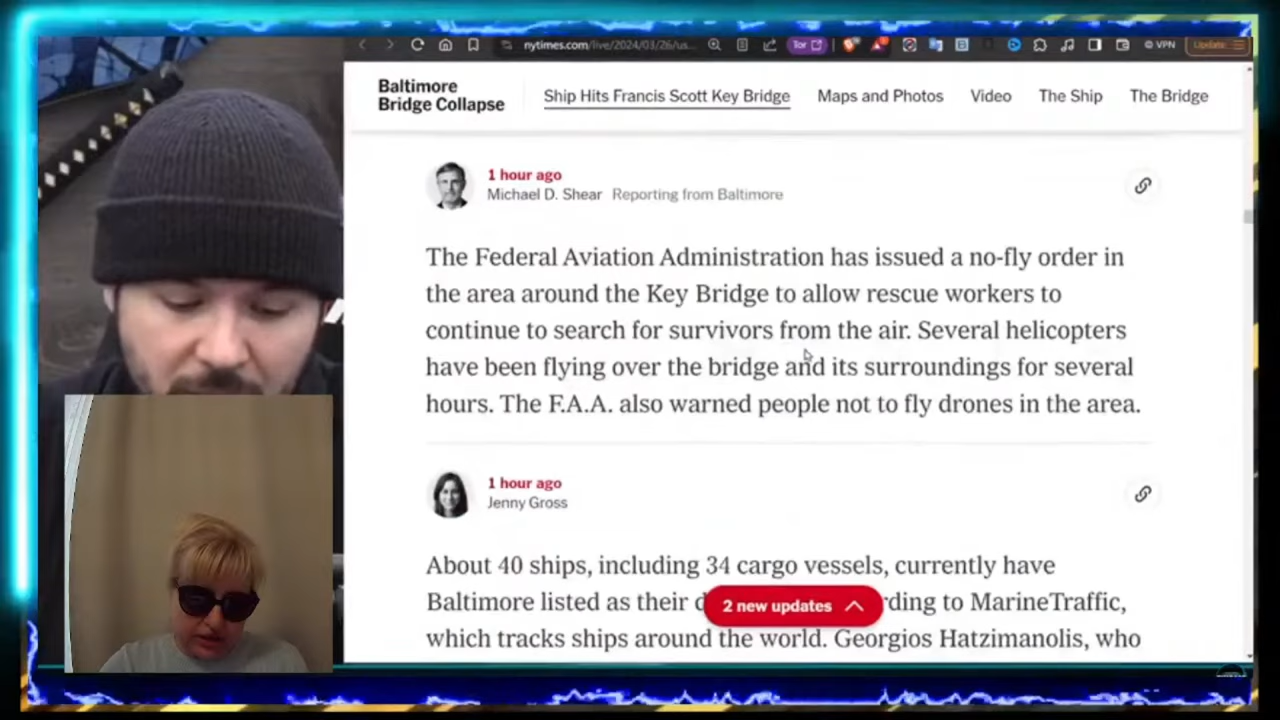 nytimes.com/live/2024/03/26/us...
Tor
VPN
Update
Baltimore
Bridge Collapse
Ship Hits Francis Scott Key Bridge
Maps and Photos
Video
The Ship
The Bridge
1 hour ago
Michael D. Shear Reporting from Baltimore
The Federal Aviation Administration has issued a no-fly order in
the area around the Key Bridge to allow rescue workers to
continue to search for survivors from the air. Several helicopters
have been flying over the bridge and its surroundings for several
hours. The F.A.A. also warned people not to fly drones in the area.
1 hour ago
Jenny Gross
About 40 ships, including 34 cargo vessels, currently have
Baltimore listed as their d
2 new updates
rding to MarineTraffic,
which tracks ships around the world. Georgios Hatzimanolis, who